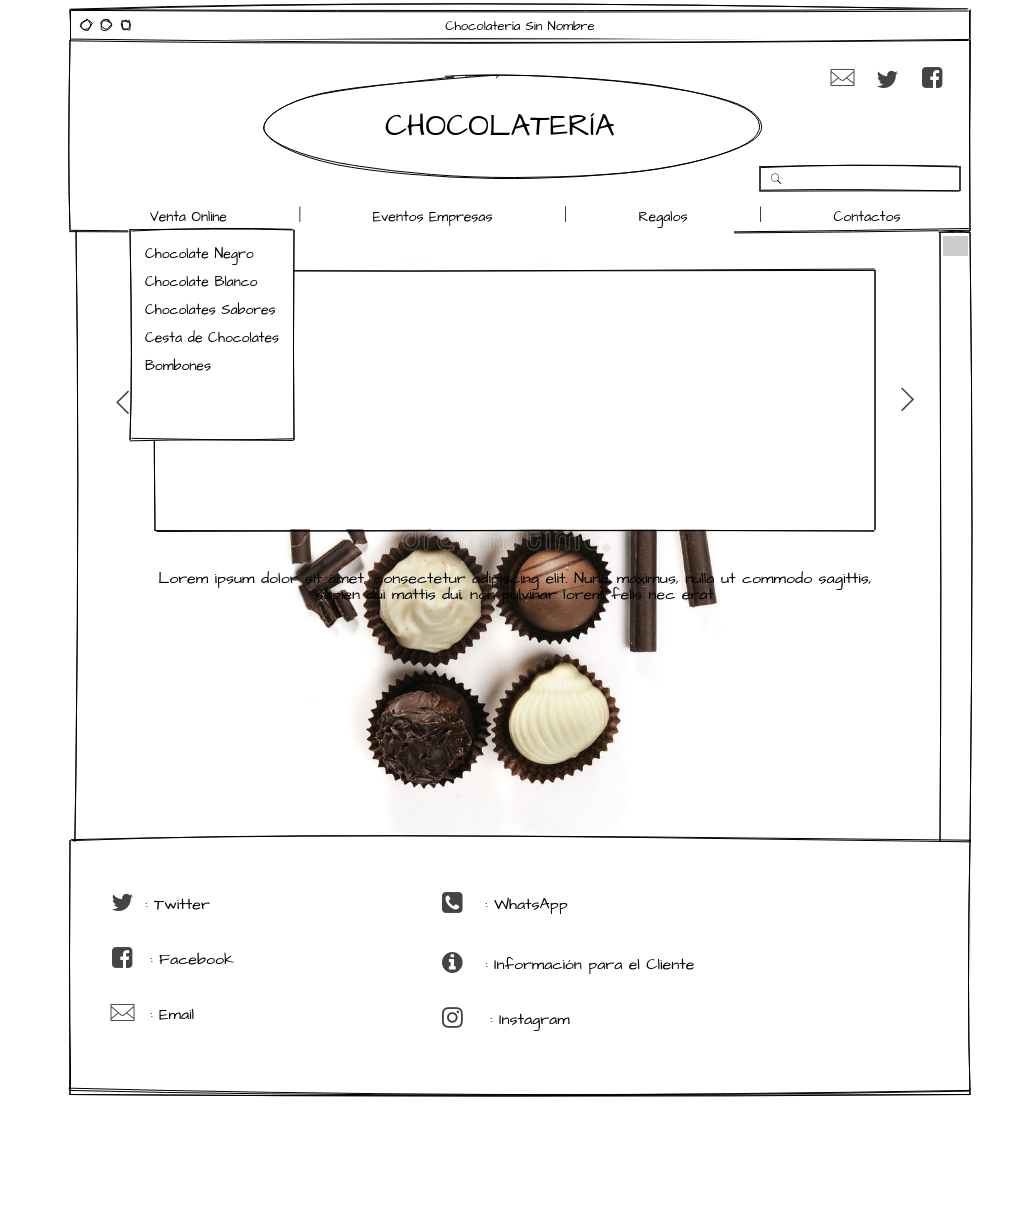 Chocolatería Sin Nombre
CHOCOLATERÍA
Venta Online | Eventos Empresas | Regalos | Contactos
Chocolate Negro
Chocolate Blanco
Chocolates Sabores
Cesta de Chocolates
Bombones
Lorem ipsum dolor sit amet, consectetur adipiscing elit. Nunc maximus, nulla ut commodo sagittis,
sapien dui mattis dui, non pulvinar lorem felis nec erat
: Twitter
: WhatsApp
: Facebook
: Información para el Cliente
: Email
: Instagram